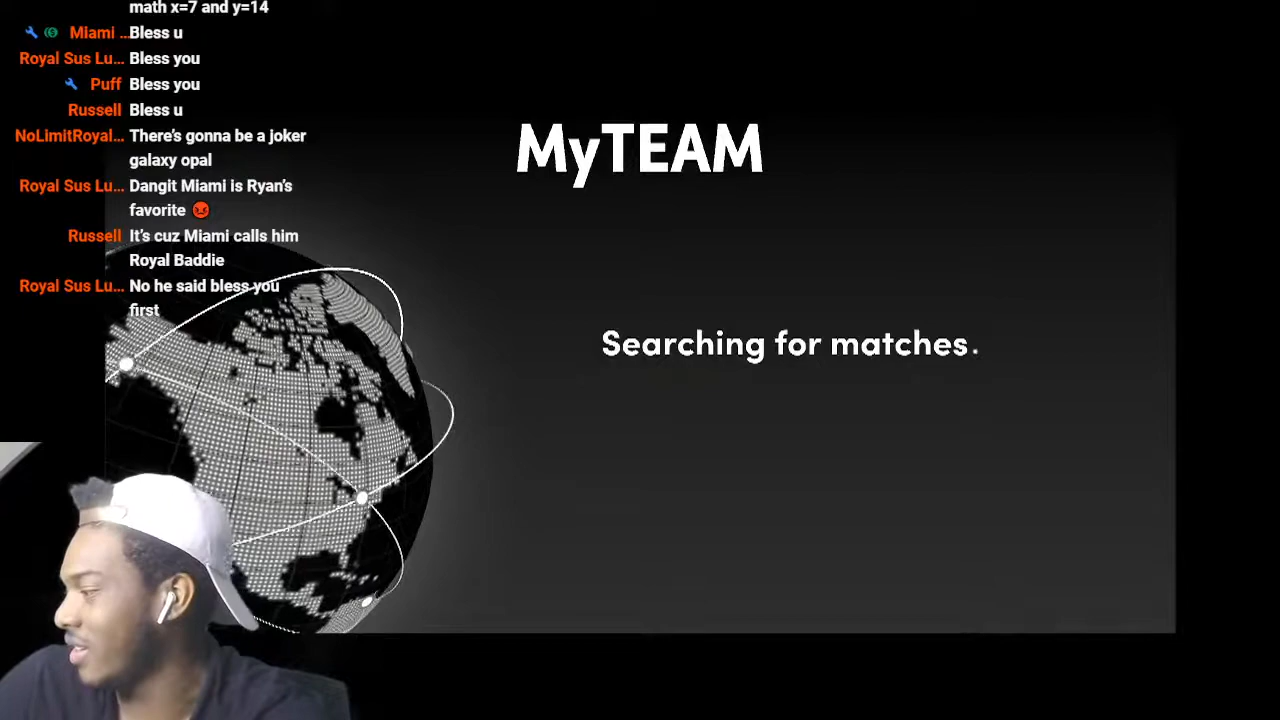 math x=7 and y=14
Miami ... Bless u
Royal Sus Lu... Bless you
Puff Bless you
Russell Bless u
NoLimitRoyal... There's gonna be a joker
galaxy opal
Royal Sus Lu... Dangit Miami is Ryan's
favorite 😡
Russell It's cuz Miami calls him
Royal Baddie
Royal Sus Lu... No he said bless you
first
MyTEAM
Searching for matches.